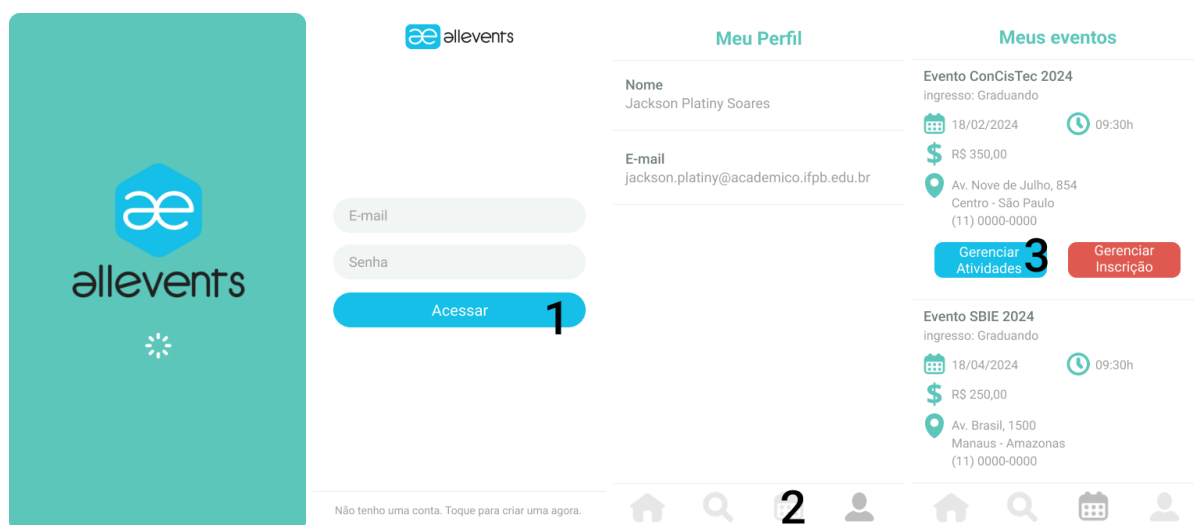 ae
allevents
ae allevents
E-mail
Senha
Acessar
1
Não tenho uma conta. Toque para criar uma agora.
Meu Perfil
Nome
Jackson Platiny Soares
E-mail
jackson.platiny@academico.ifpb.edu.br
2
Meus eventos
Evento ConCisTec 2024
ingresso: Graduando
18/02/2024 09:30h
$ R$ 350,00
Av. Nove de Julho, 854
Centro - São Paulo
(11) 0000-0000
Gerenciar
Atividades
3
Gerenciar
Inscrição
Evento SBIE 2024
ingresso: Graduando
18/04/2024 09:30h
$ R$ 250,00
Av. Brasil, 1500
Manaus - Amazonas
(11) 0000-0000